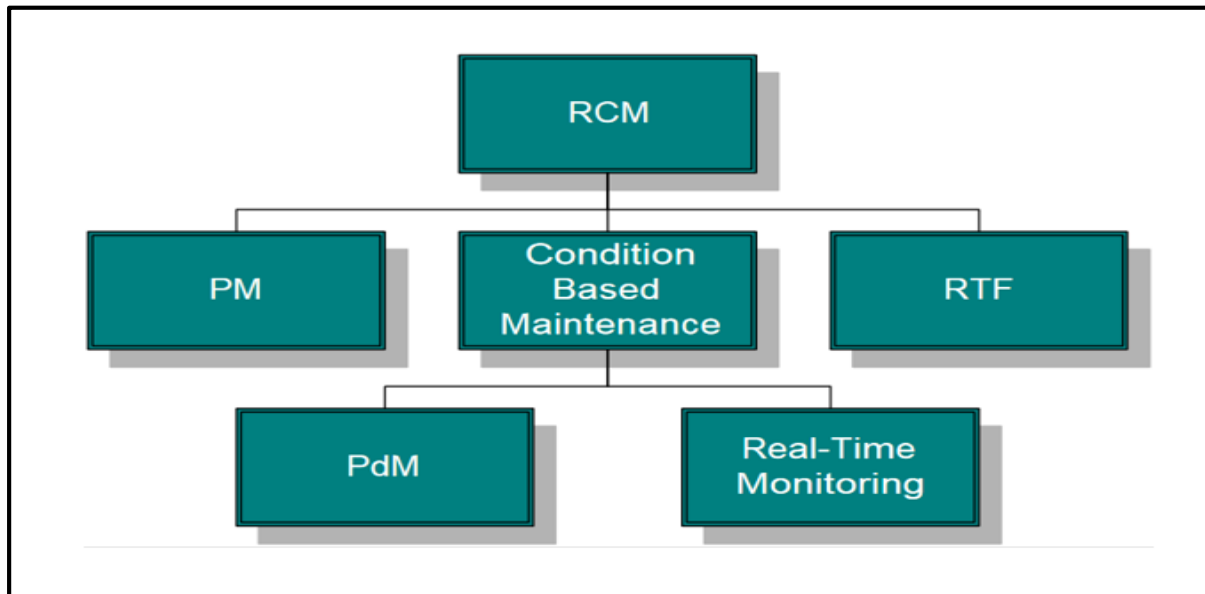 RCM
PM
Condition
Based
Maintenance
RTF
PdM
Real-Time
Monitoring